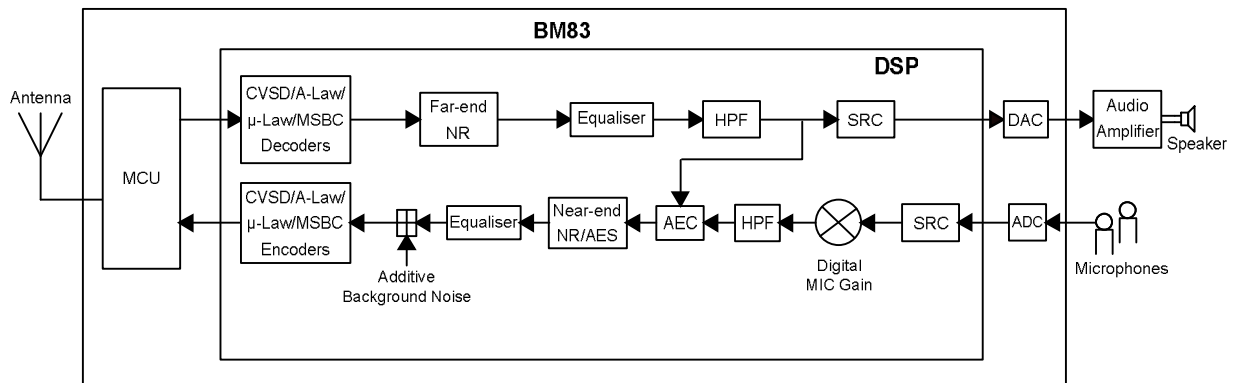 BM83
DSP
Antenna
MCU
CVSD/A-Law/
μ-Law/MSBC
Decoders
Far-end
NR
Equaliser
HPF
SRC
DAC
Audio
Amplifier
Speaker
CVSD/A-Law/
μ-Law/MSBC
Encoders
Additive
Background Noise
Equaliser
Near-end
NR/AES
AEC
HPF
Digital
MIC Gain
SRC
ADC
Microphones